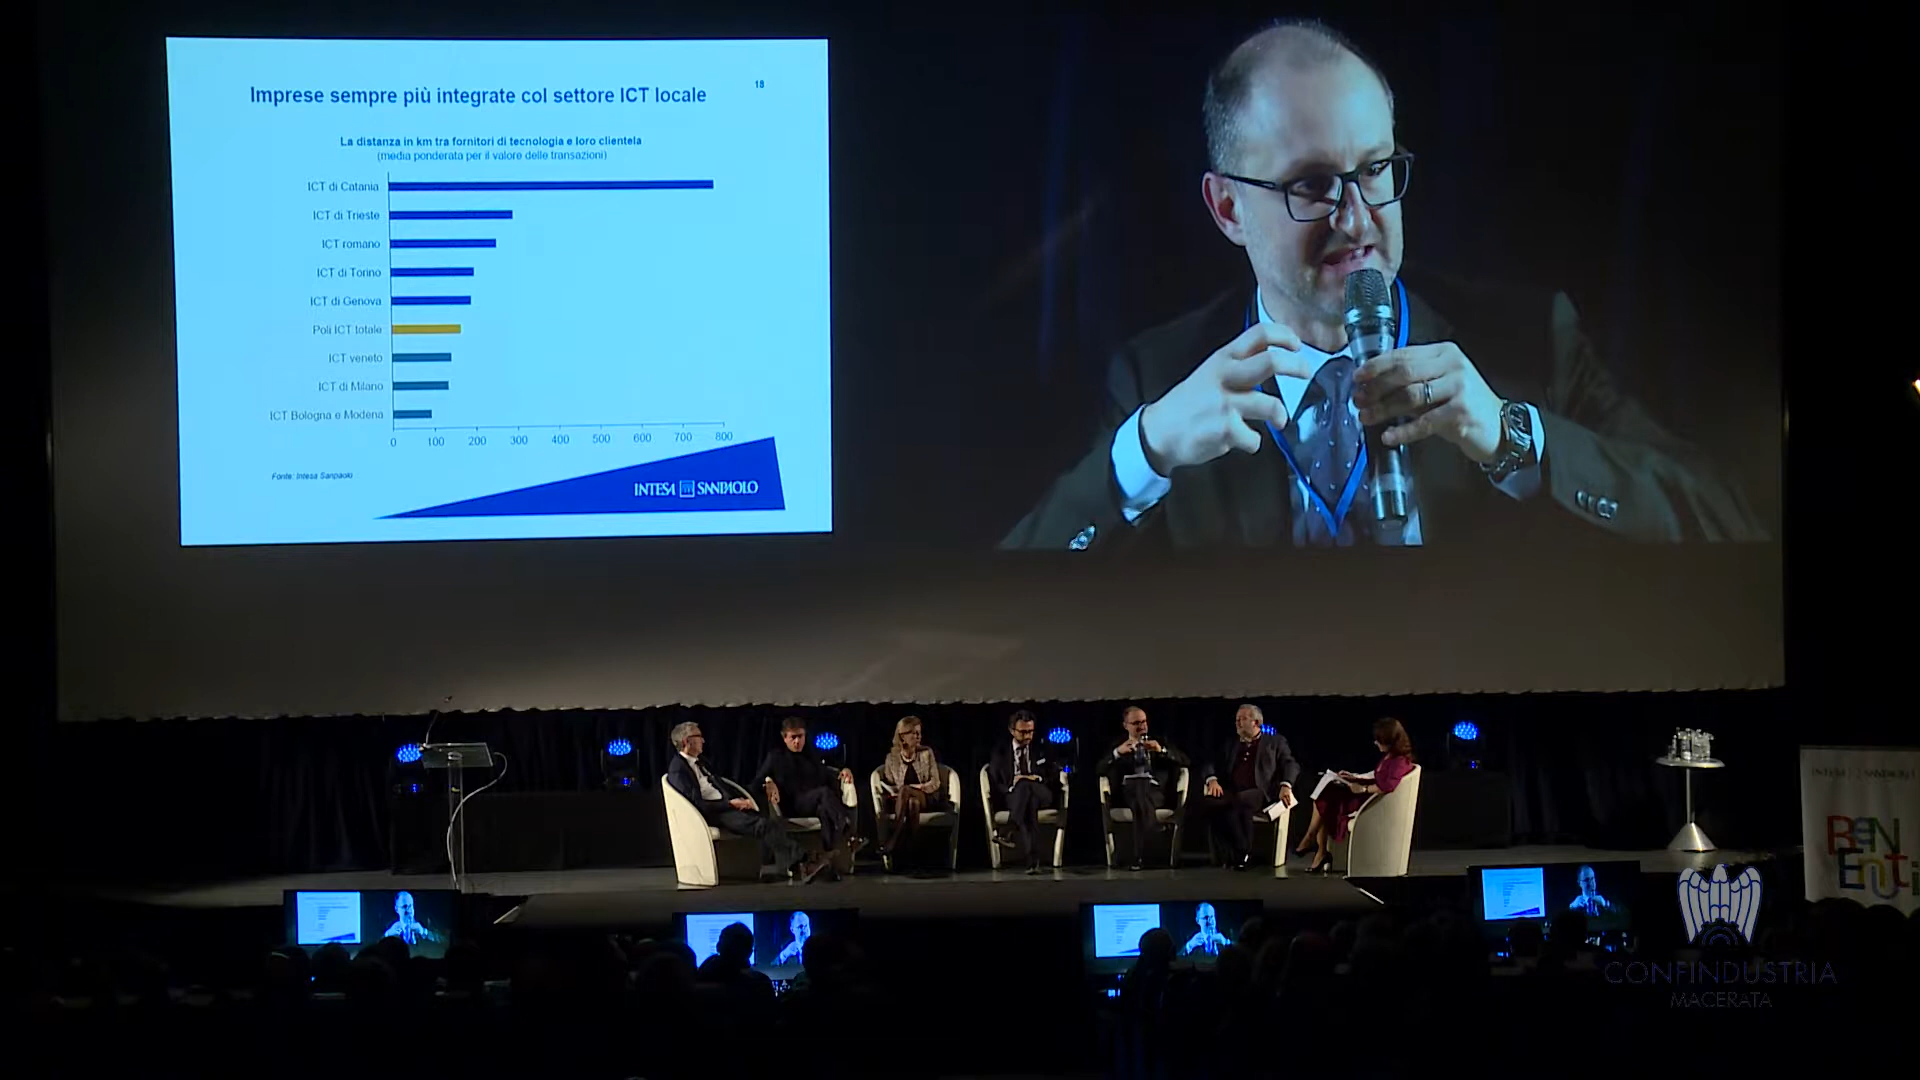 18
Imprese sempre più integrate col settore ICT locale
La distanza in km tra fornitori di tecnologia e loro clientela
(media ponderata per il valore delle transazioni)
ICT di Catania
ICT di Trieste
ICT romano
ICT di Torino
ICT di Genova
Poli ICT totale
ICT veneto
ICT di Milano
ICT Bologna e Modena
0 100 200 300 400 500 600 700 800
Fonte: Intesa Sanpaolo
INTESA SANPAOLO
INTESA SANPAOLO
CONFINDUSTRIA
MACERATA